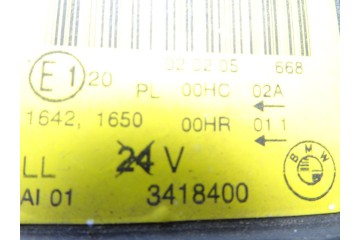 02 02 05 668
E1 20 PL 00HC 02A
1642, 1650 00HR 01 1
LL 24 V BMW
AI 01 3418400